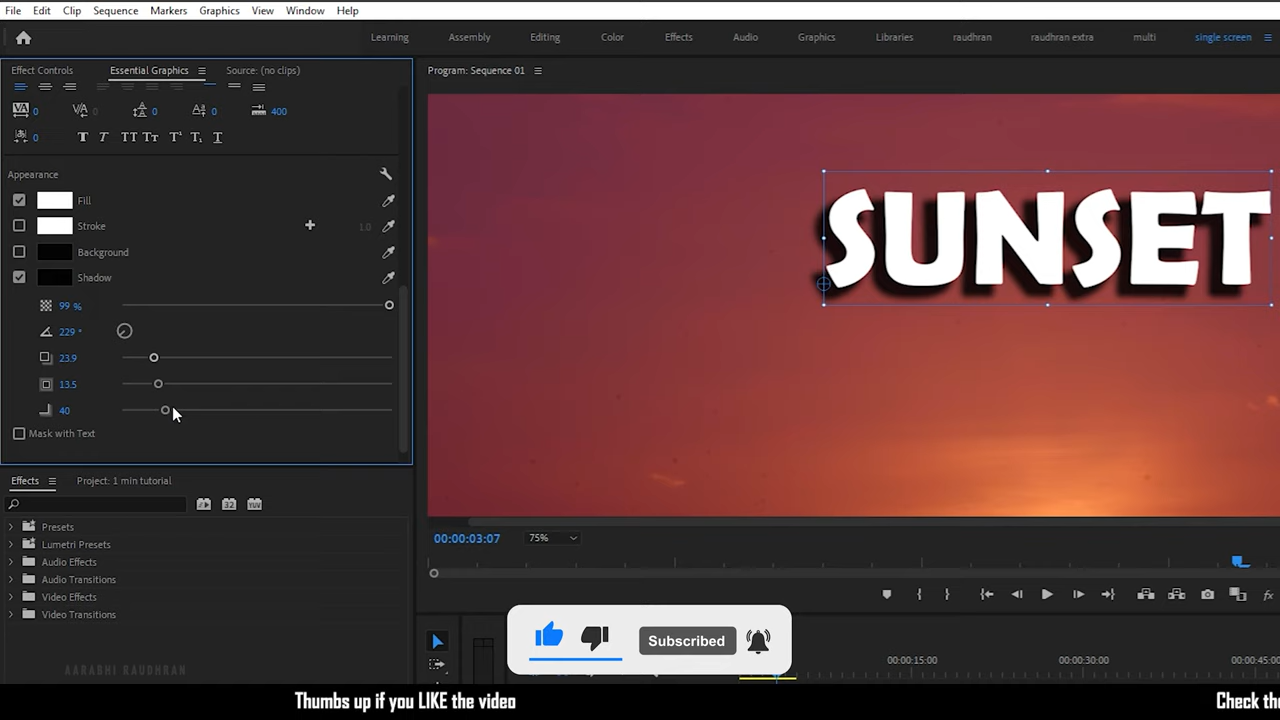 File Edit Clip Sequence Markers Graphics View Window Help
Learning Assembly Editing Color Effects Audio Graphics Libraries raudhran raudhran extra multi single screen
Effect Controls Essential Graphics Source: (no clips)
Program: Sequence 01
0 0 0 0 400
0
Appearance
Fill
Stroke 1.0
Background
Shadow
99 %
229 °
23.9
13.5
40
Mask with Text
SUNSET
Effects Project: 1 min tutorial
Presets
Lumetri Presets
Audio Effects
Audio Transitions
Video Effects
Video Transitions
00:00:03:07 75%
AARABHI RAUDHRAN
Subscribed
00:00:15:00 00:00:30:00 00:00:45:00
Thumbs up if you LIKE the video
Check the